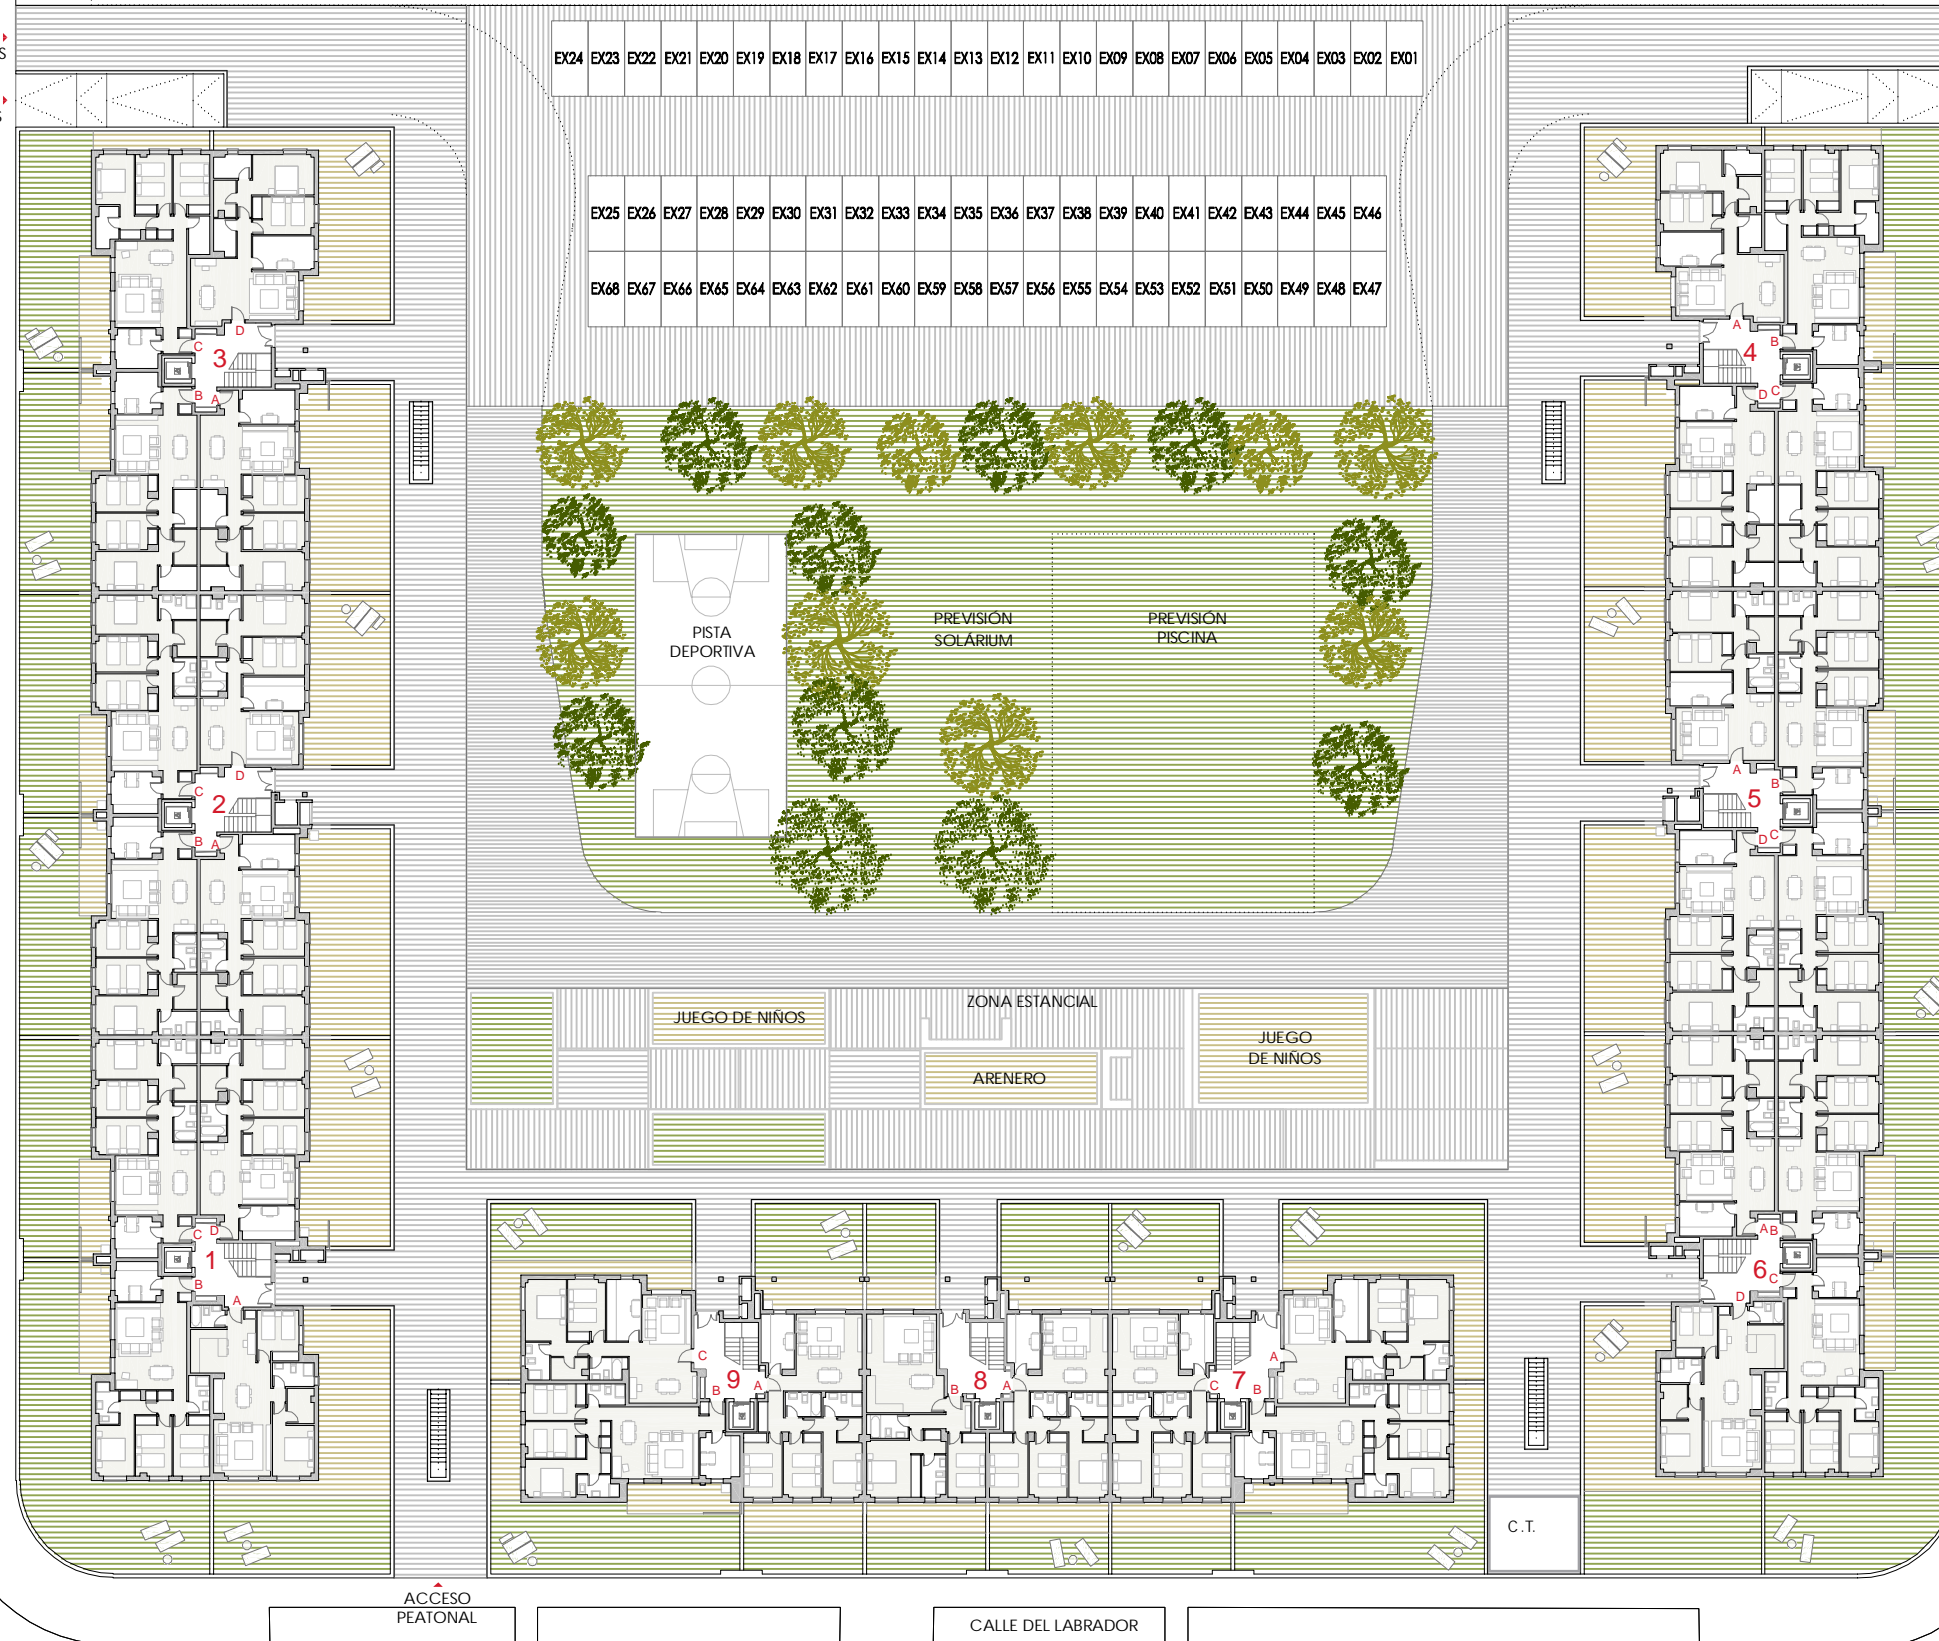 S
S
EX24 EX23 EX22 EX21 EX20 EX19 EX18 EX17 EX16 EX15 EX14 EX13 EX12 EX11 EX10 EX09 EX08 EX07 EX06 EX05 EX04 EX03 EX02 EX01
EX25 EX26 EX27 EX28 EX29 EX30 EX31 EX32 EX33 EX34 EX35 EX36 EX37 EX38 EX39 EX40 EX41 EX42 EX43 EX44 EX45 EX46
EX68 EX67 EX66 EX65 EX64 EX63 EX62 EX61 EX60 EX59 EX58 EX57 EX56 EX55 EX54 EX53 EX52 EX51 EX50 EX49 EX48 EX47
D
C
3
B A
A
B
4
D C
PISTA
DEPORTIVA
PREVISIÓN
SOLÁRIUM
PREVISIÓN
PISCINA
D
C
2
B A
A
B
5
D C
ZONA ESTANCIAL
JUEGO DE NIÑOS
JUEGO
DE NIÑOS
ARENERO
C D
1
B
A
A B
6
C
D
C
B 9 A
B 8 A
A
C 7 B
C.T.
ACCESO
PEATONAL
CALLE DEL LABRADOR